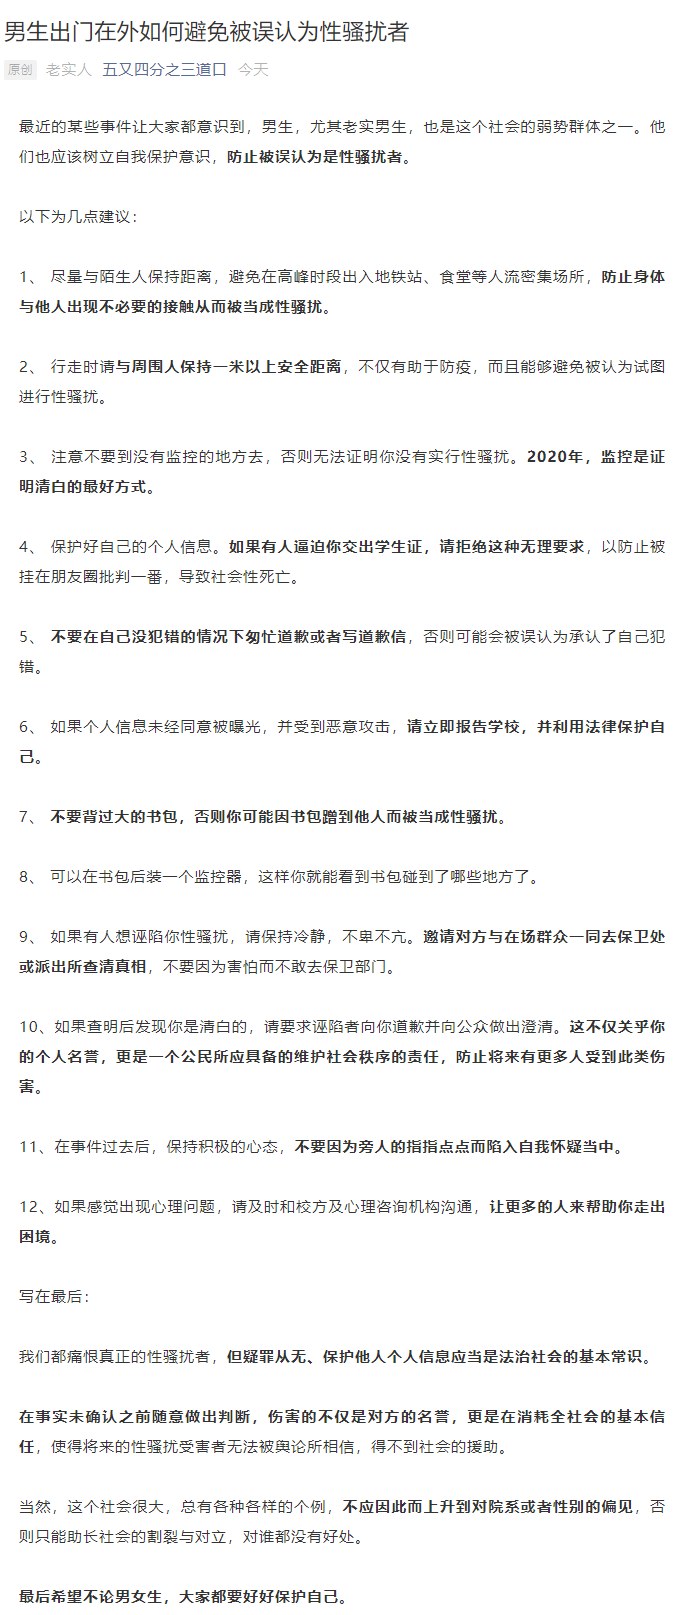 男生出门在外如何避免被误认为性骚扰者
原创 老实人 五又四分之三道口 今天
最近的某些事件让大家都意识到，男生，尤其老实男生，也是这个社会的弱势群体之一。他
们也应该树立自我保护意识，防止被误认为是性骚扰者。
以下为几点建议：
1、 尽量与陌生人保持距离，避免在高峰时段出入地铁站、食堂等人流密集场所，防止身体
与他人出现不必要的接触从而被当成性骚扰。
2、 行走时请与周围人保持一米以上安全距离，不仅有助于防疫，而且能够避免被认为试图
进行性骚扰。
3、 注意不要到没有监控的地方去，否则无法证明你没有实行性骚扰。2020年，监控是证
明清白的最好方式。
4、 保护好自己的个人信息。如果有人逼迫你交出学生证，请拒绝这种无理要求，以防止被
挂在朋友圈批判一番，导致社会性死亡。
5、 不要在自己没犯错的情况下匆忙道歉或者写道歉信，否则可能会被误认为承认了自己犯
错。
6、 如果个人信息未经同意被曝光，并受到恶意攻击，请立即报告学校，并利用法律保护自
己。
7、 不要背过大的书包，否则你可能因书包蹭到他人而被当成性骚扰。
8、 可以在书包后装一个监控器，这样你就能看到书包碰到了哪些地方了。
9、 如果有人想诬陷你性骚扰，请保持冷静，不卑不亢。邀请对方与在场群众一同去保卫处
或派出所查清真相，不要因为害怕而不敢去保卫部门。
10、如果查明后发现你是清白的，请要求诬陷者向你道歉并向公众做出澄清。这不仅关乎你
的个人名誉，更是一个公民所应具备的维护社会秩序的责任，防止将来有更多人受到此类伤
害。
11、在事件过去后，保持积极的心态，不要因为旁人的指指点点而陷入自我怀疑当中。
12、如果感觉出现心理问题，请及时和校方及心理咨询机构沟通，让更多的人来帮助你走出
困境。
写在最后：
我们都痛恨真正的性骚扰者，但疑罪从无、保护他人个人信息应当是法治社会的基本常识。
在事实未确认之前随意做出判断，伤害的不仅是对方的名誉，更是在消耗全社会的基本信
任，使得将来的性骚扰受害者无法被舆论所相信，得不到社会的援助。
当然，这个社会很大，总有各种各样的个例，不应因此而上升到对院系或者性别的偏见，否
则只能助长社会的割裂与对立，对谁都没有好处。
最后希望不论男女生，大家都要好好保护自己。